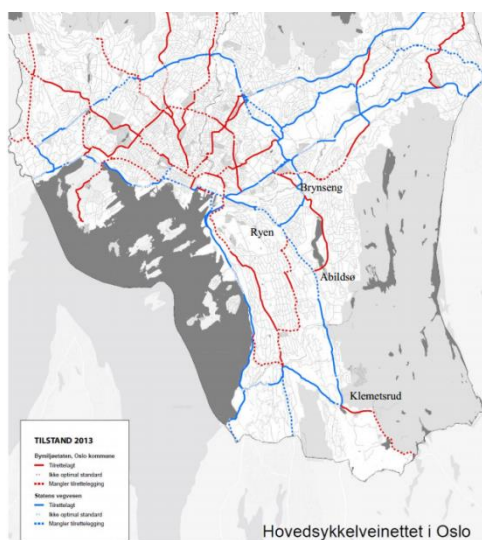 Brynseng
Ryen
Abildsø
Klemetsrud
TILSTAND 2013
Bymiljøetaten, Oslo kommune
Tilrettelagt
Ikke optimal standard
Mangler tilrettelegging
Statens vegvesen
Tilrettelagt
Ikke optimal standard
Mangler tilrettelegging
Hovedsykkelveinettet i Oslo